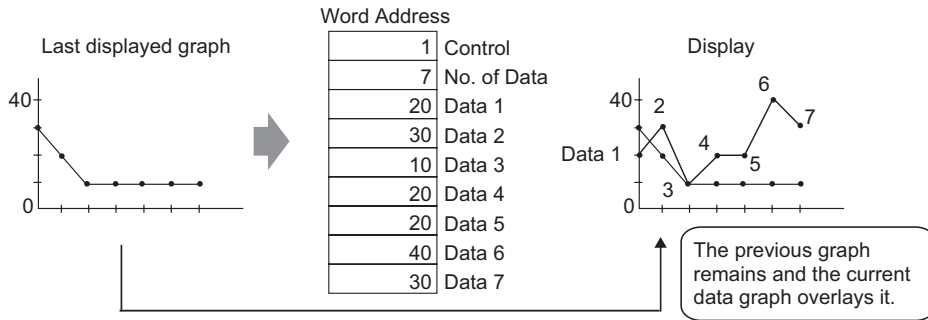 Word Address
Last displayed graph
Display
1 Control
7 No. of Data
20 Data 1
30 Data 2
10 Data 3
20 Data 4
20 Data 5
40 Data 6
30 Data 7
40
0
40
Data 1
0
2
3
4
5
6
7
The previous graph
remains and the current
data graph overlays it.